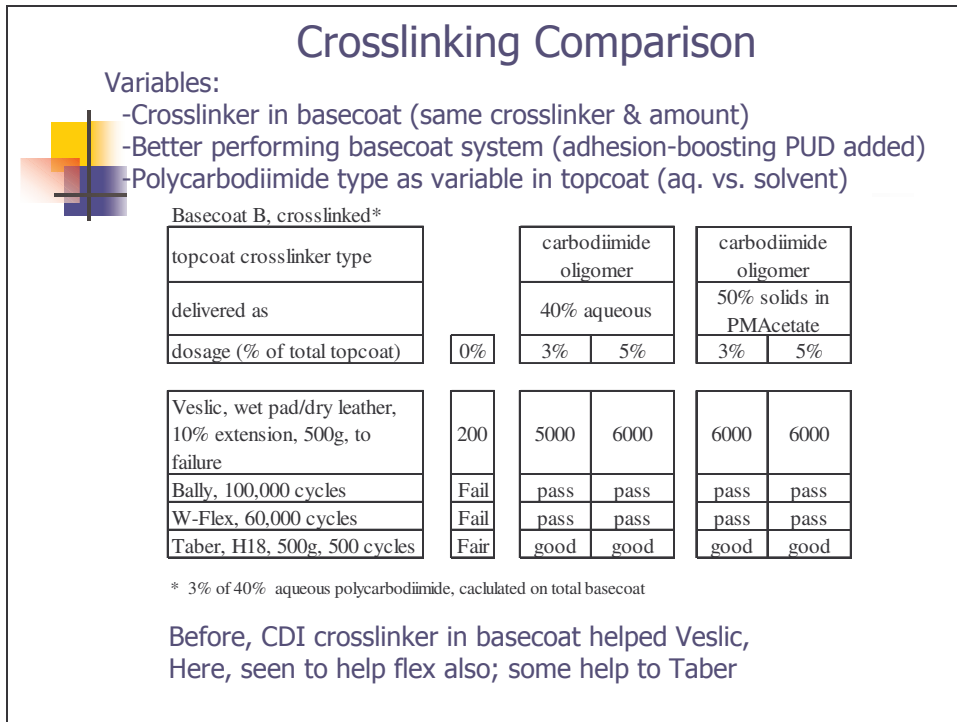 Crosslinking Comparison
Variables:
-Crosslinker in basecoat (same crosslinker & amount)
-Better performing basecoat system (adhesion-boosting PUD added)
-Polycarbodiimide type as variable in topcoat (aq. vs. solvent)
Basecoat B, crosslinked*
topcoat crosslinker type
carbodiimide
oligomer
carbodiimide
oligomer
delivered as
40% aqueous
50% solids in
PMAcetate
dosage (% of total topcoat) 0% 3% 5% 3% 5%
Veslic, wet pad/dry leather,
10% extension, 500g, to 200 5000 6000 6000 6000
failure
Bally, 100,000 cycles Fail pass pass pass pass
W-Flex, 60,000 cycles Fail pass pass pass pass
Taber, H18, 500g, 500 cycles Fair good good good good
* 3% of 40% aqueous polycarbodiimide, caclulated on total basecoat
Before, CDI crosslinker in basecoat helped Veslic,
Here, seen to help flex also; some help to Taber